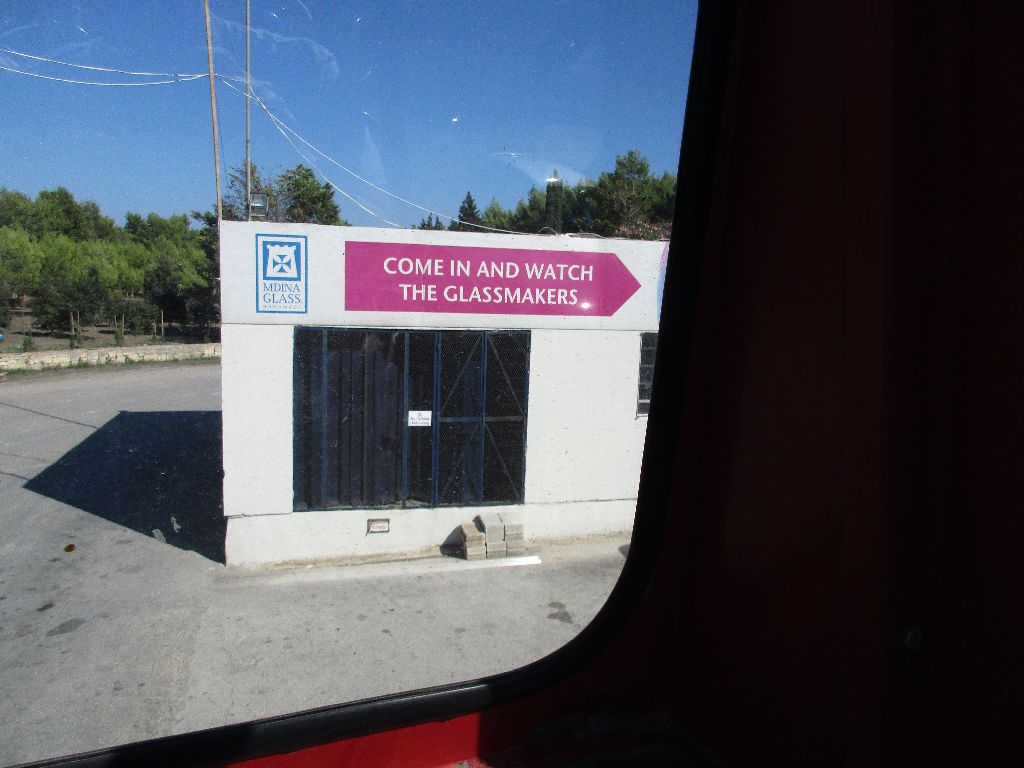 MDINA
GLASS
COME IN AND WATCH
THE GLASSMAKERS